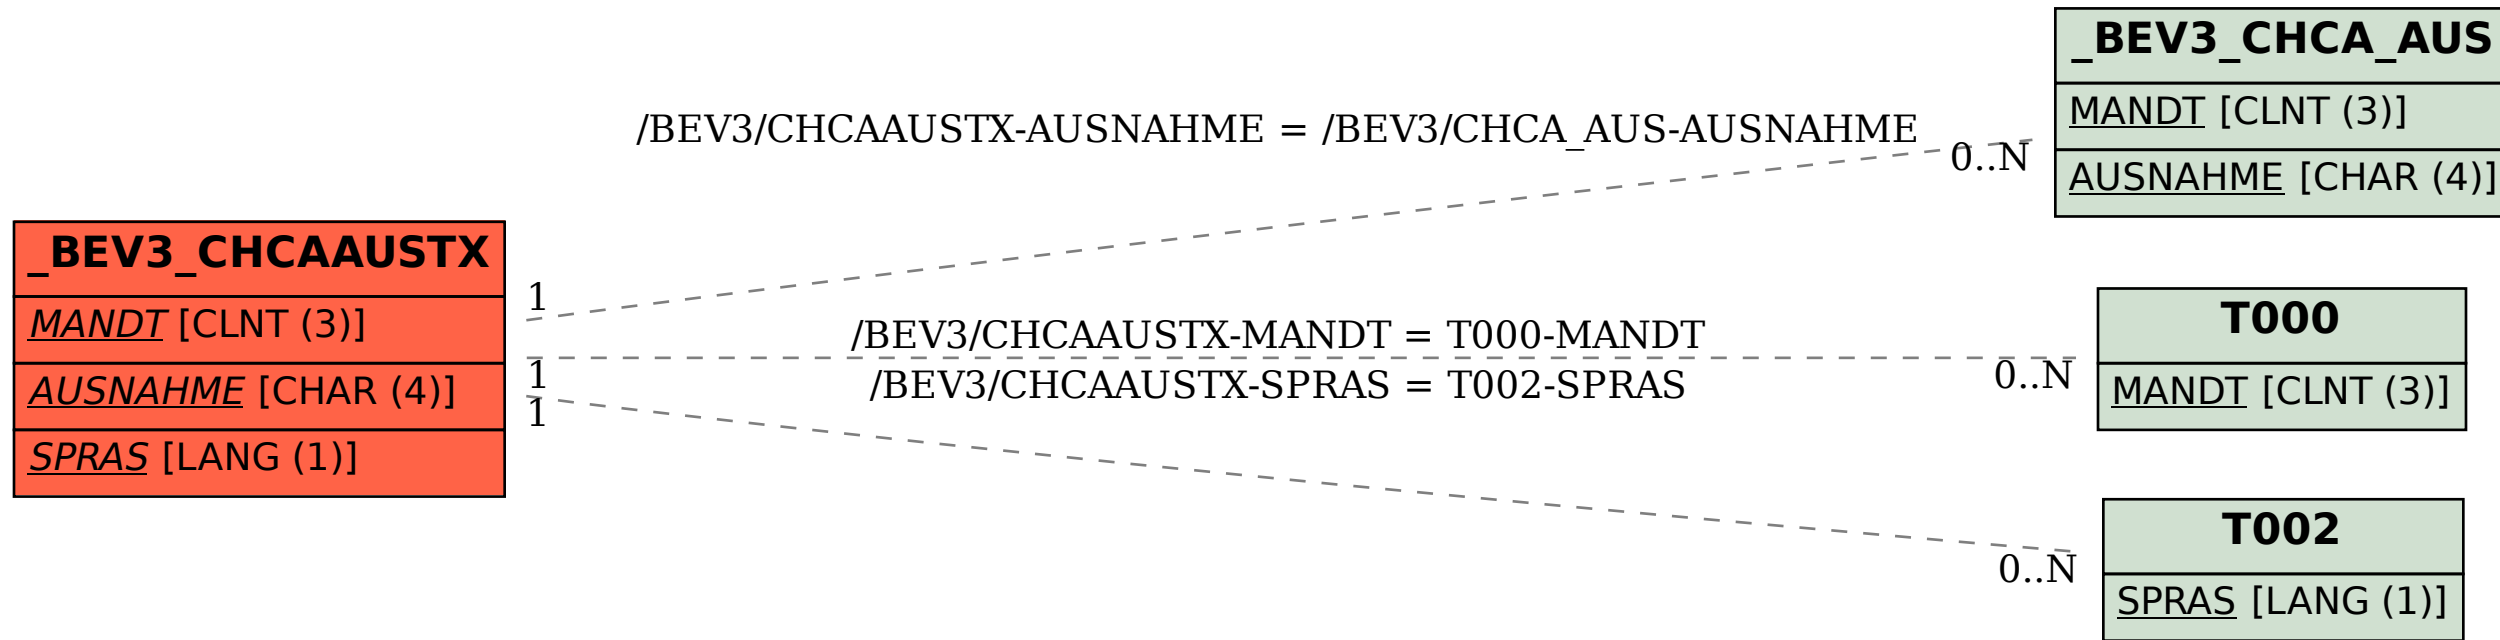 _BEV3_CHCA_AUS
MANDT [CLNT (3)]
AUSNAHME [CHAR (4)]
/BEV3/CHCAAUSTX-AUSNAHME = /BEV3/CHCA_AUS-AUSNAHME
0..N
_BEV3_CHCAAUSTX
MANDT [CLNT (3)]
AUSNAHME [CHAR (4)]
SPRAS [LANG (1)]
1
1
1
/BEV3/CHCAAUSTX-MANDT = T000-MANDT
0..N
/BEV3/CHCAAUSTX-SPRAS = T002-SPRAS
0..N
T000
MANDT [CLNT (3)]
T002
SPRAS [LANG (1)]